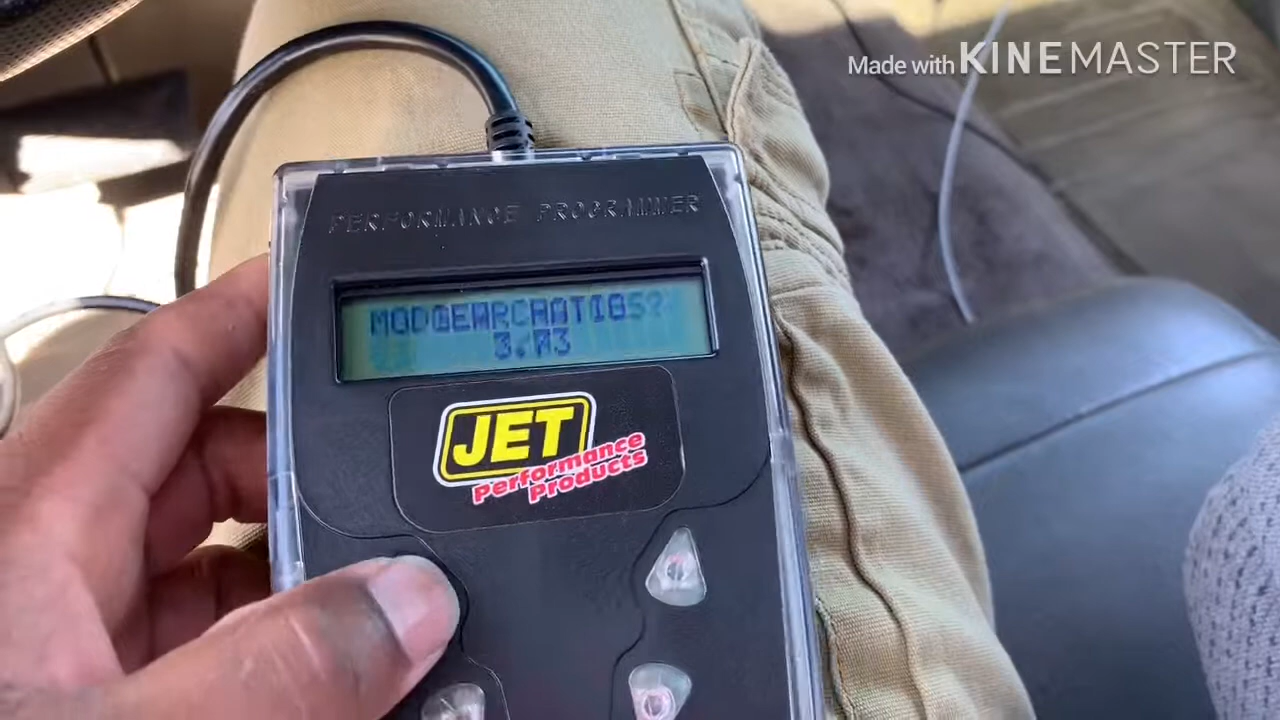 Made with KINEMASTER
PERFORMANCE PROGRAMMER
JET
performance
products